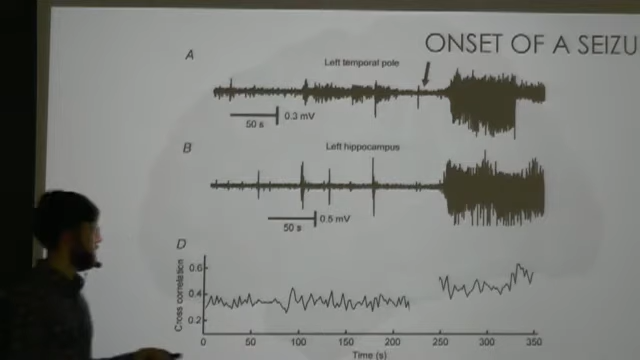 ONSET OF A SEIZU
A
Left temporal pole
0.3 mV
50 s
B
Left hippocampus
0.5 mV
50 s
D
Cross correlation
0.6
0.4
0.2
0 50 100 150 200 250 300 350
Time (s)